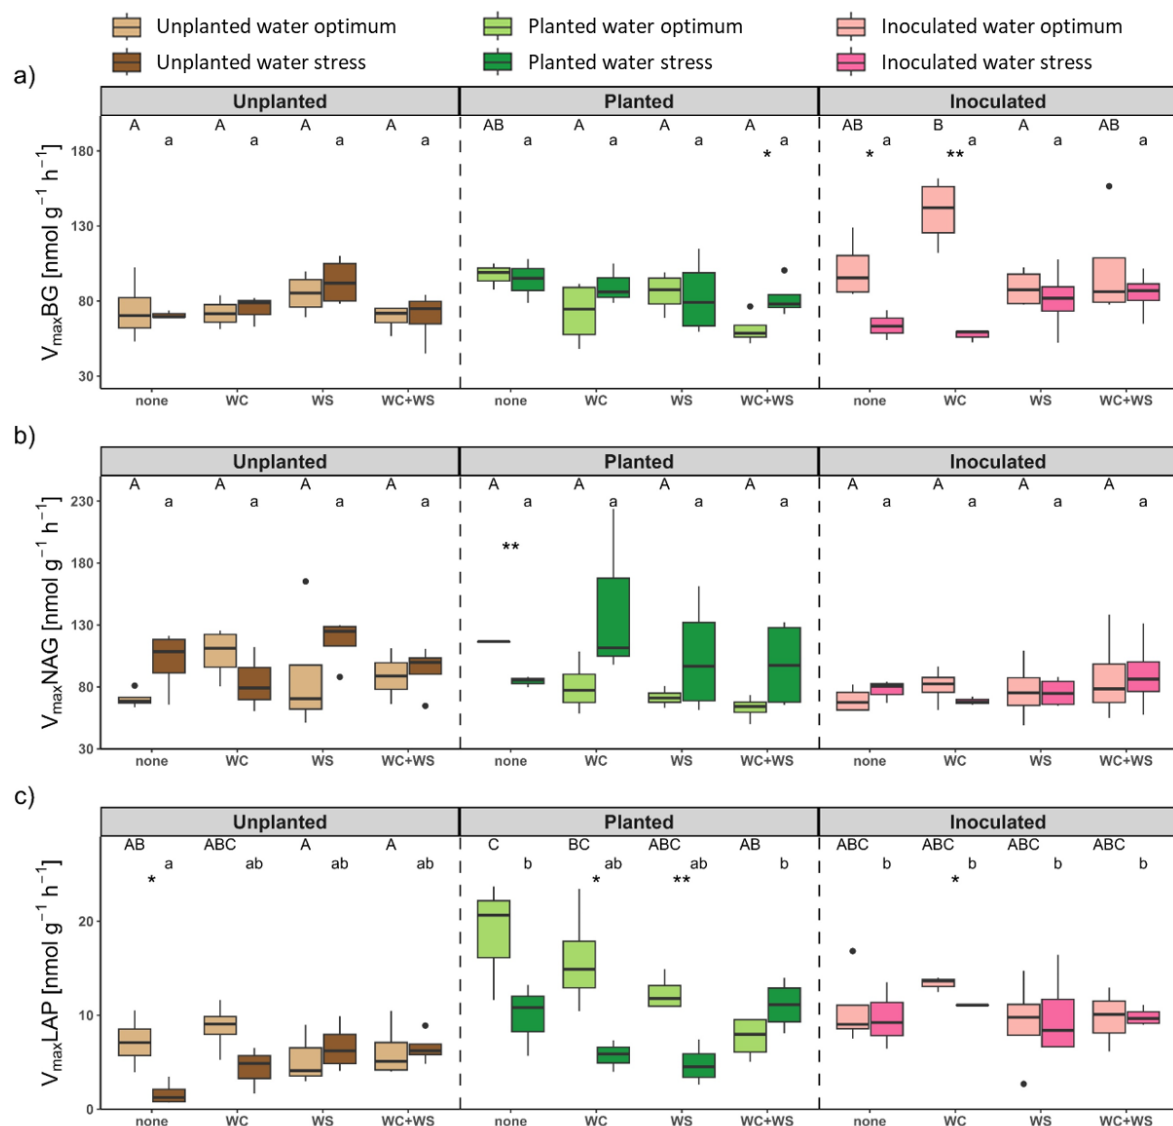 Unplanted water optimum Planted water optimum Inoculated water optimum
Unplanted water stress Planted water stress Inoculated water stress
a)
Unplanted Planted Inoculated
A A A A AB A A A AB B A AB
a a a a a a a a a a a a
* * **
180
130
80
30
VmaxBG [nmol g−1 h−1]
none WC WS WC+WS none WC WS WC+WS none WC WS WC+WS
b)
Unplanted Planted Inoculated
A A A A A A A A A A A A
a a a a a a a a a a a a
**
230
180
130
80
30
VmaxNAG [nmol g−1 h−1]
none WC WS WC+WS none WC WS WC+WS none WC WS WC+WS
c)
Unplanted Planted Inoculated
AB ABC A A C BC ABC AB ABC ABC ABC ABC
a ab ab ab b ab ab b b b b b
* * ** *
20
10
0
VmaxLAP [nmol g−1 h−1]
none WC WS WC+WS none WC WS WC+WS none WC WS WC+WS